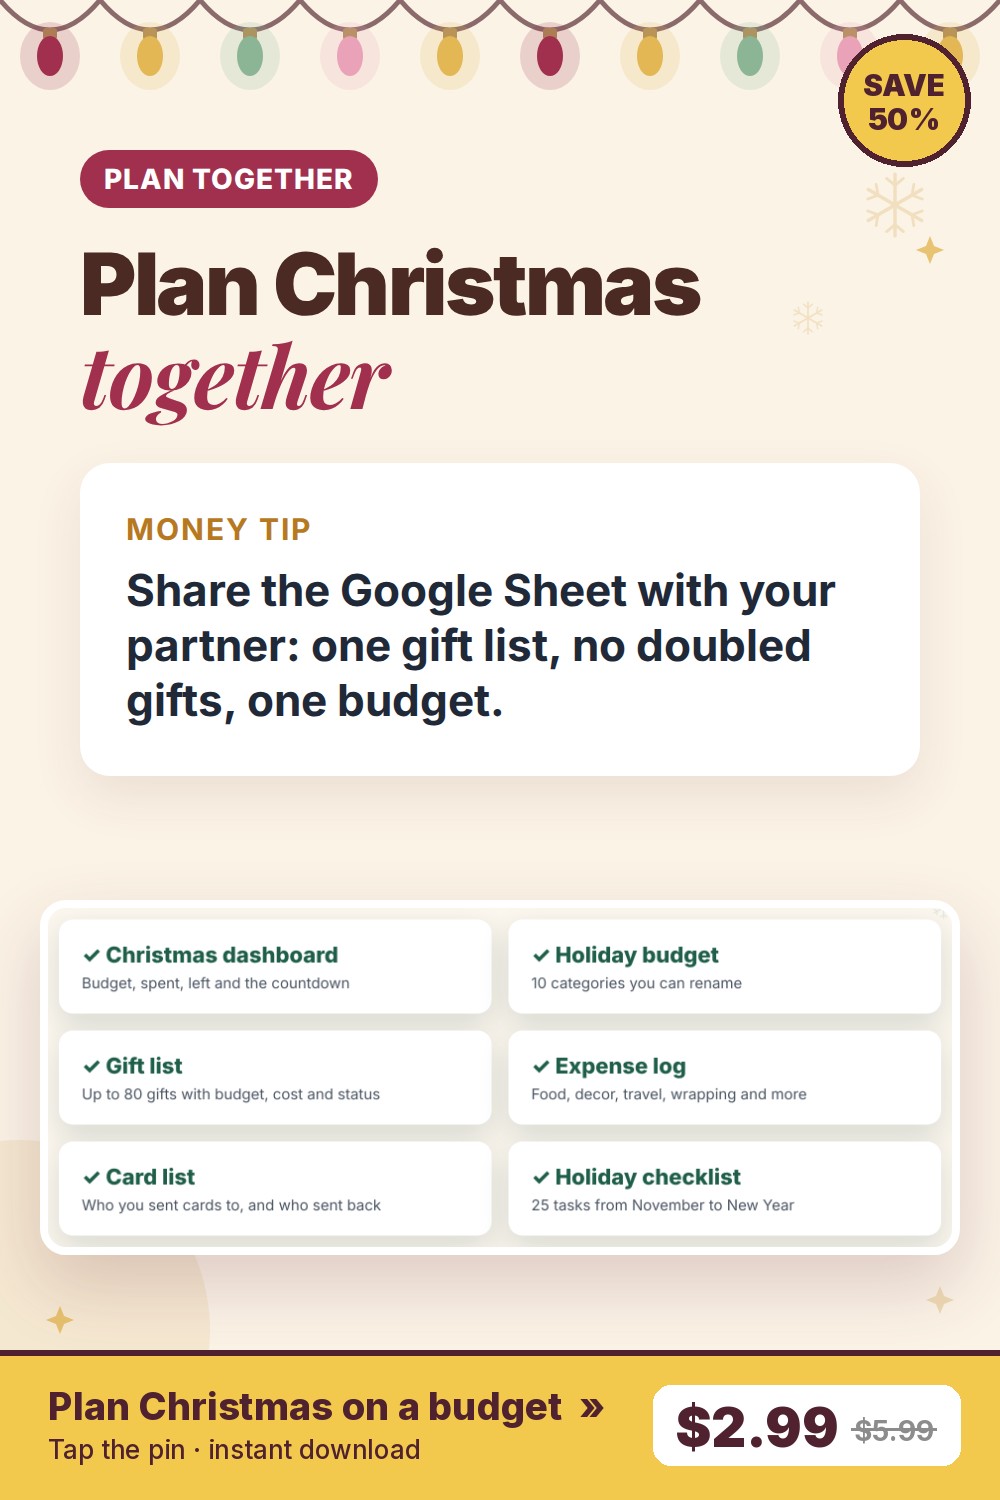 SAVE
50%
PLAN TOGETHER
Plan Christmas
together
MONEY TIP
Share the Google Sheet with your
partner: one gift list, no doubled
gifts, one budget.
✓ Christmas dashboard
Budget, spent, left and the countdown
✓ Holiday budget
10 categories you can rename
✓ Gift list
Up to 80 gifts with budget, cost and status
✓ Expense log
Food, decor, travel, wrapping and more
✓ Card list
Who you sent cards to, and who sent back
✓ Holiday checklist
25 tasks from November to New Year
Plan Christmas on a budget »
Tap the pin · instant download
$2.99 $5.99